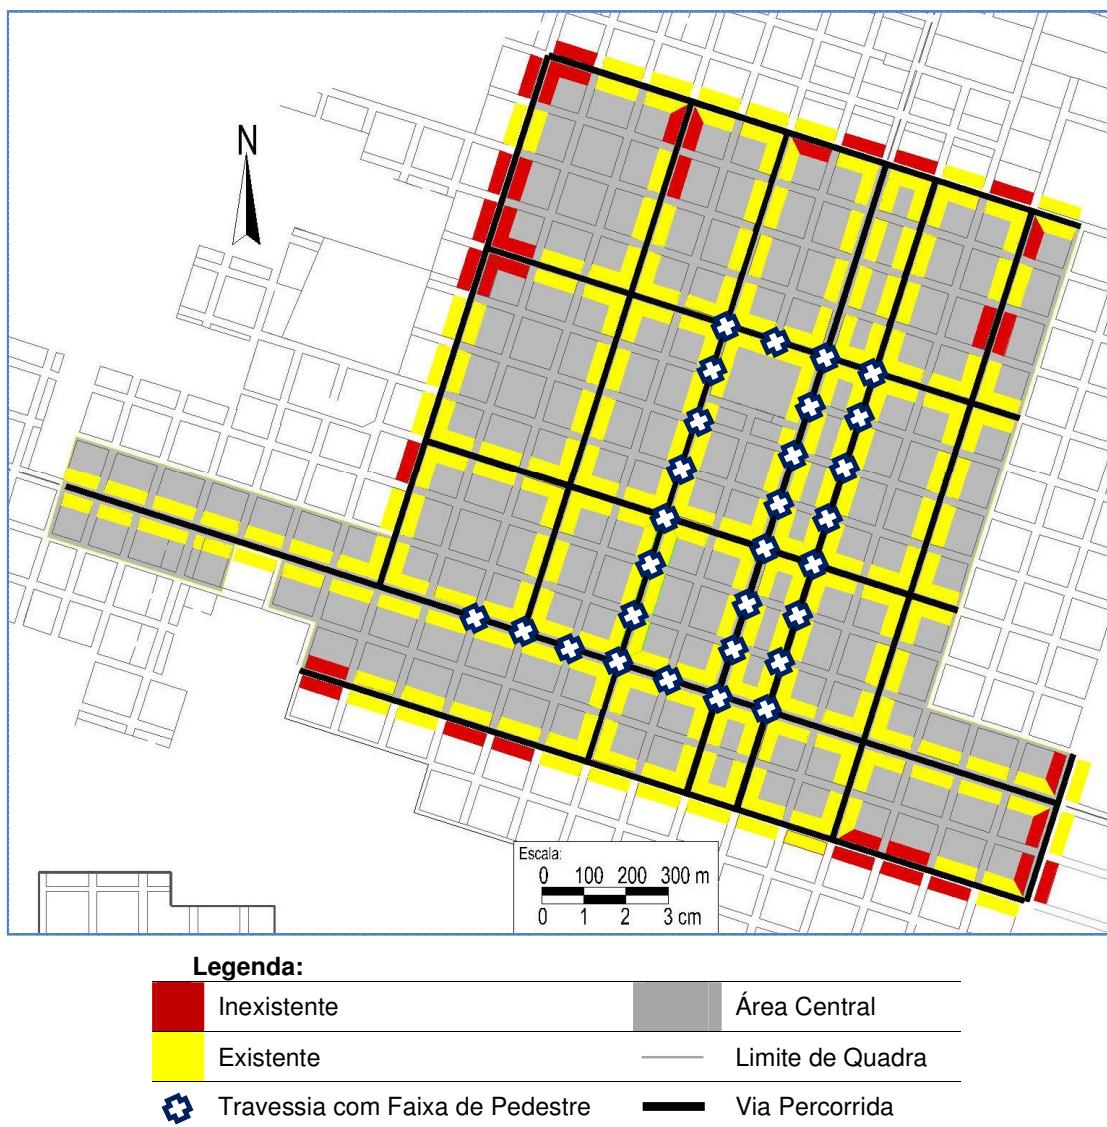 N
Escala:
0 100 200 300 m
0 1 2 3 cm
Legenda:
Inexistente
Área Central
Existente
Limite de Quadra
Travessia com Faixa de Pedestre
Via Percorrida